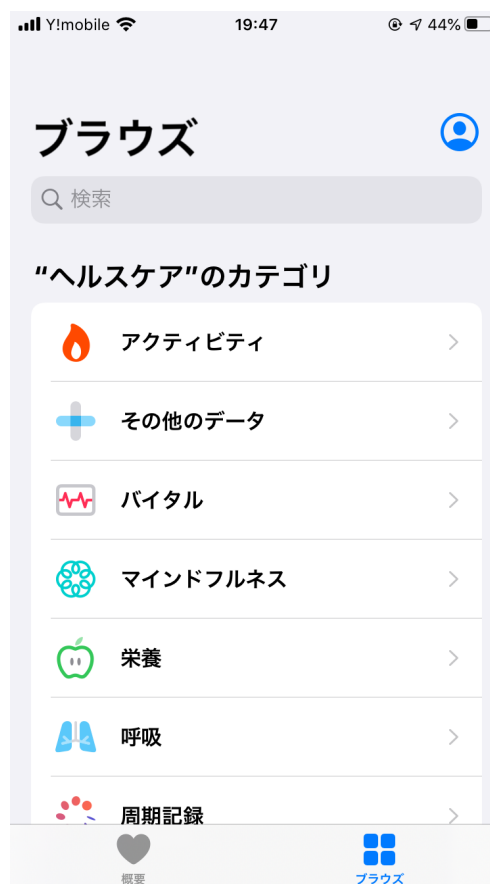 Y!mobile 19:47 44%
ブラウズ
検索
“ヘルスケア”のカテゴリ
アクティビティ
その他のデータ
バイタル
マインドフルネス
栄養
呼吸
周期記録
概要 ブラウズ